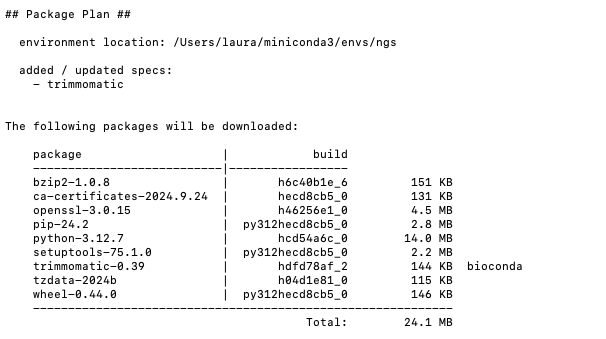 ## Package Plan ##
environment location: /Users/laura/miniconda3/envs/ngs
added / updated specs:
- trimmomatic
The following packages will be downloaded:
package | build
---------------------------|-----------------
bzip2-1.0.8 | h6c40b1e_6 151 KB
ca-certificates-2024.9.24 | hecd8cb5_0 131 KB
openssl-3.0.15 | h46256e1_0 4.5 MB
pip-24.2 | py312hecd8cb5_0 2.8 MB
python-3.12.7 | hcd54a6c_0 14.0 MB
setuptools-75.1.0 | py312hecd8cb5_0 2.2 MB
trimmomatic-0.39 | hdfd78af_2 144 KB bioconda
tzdata-2024b | h04d1e81_0 115 KB
wheel-0.44.0 | py312hecd8cb5_0 146 KB
------------------------------------------------------------
Total: 24.1 MB